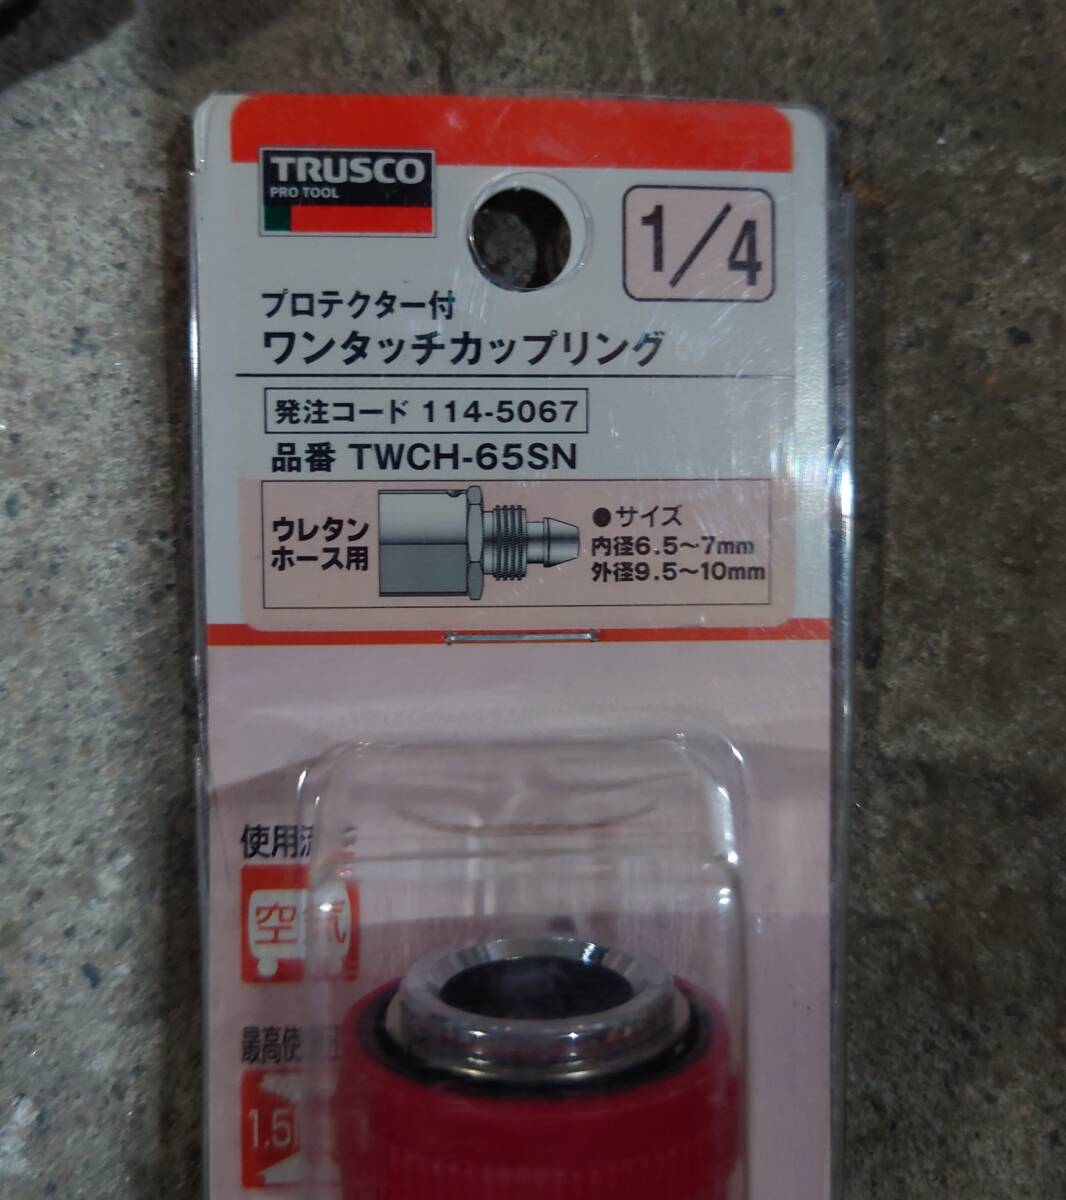 TRUSCO
PRO TOOL
1/4
プロテクター付
ワンタッチカップリング
発注コード 114-5067
品番 TWCH-65SN
ウレタン
ホース用
●サイズ
内径6.5〜7mm
外径9.5〜10mm
使用流
空気
最高使
1.5